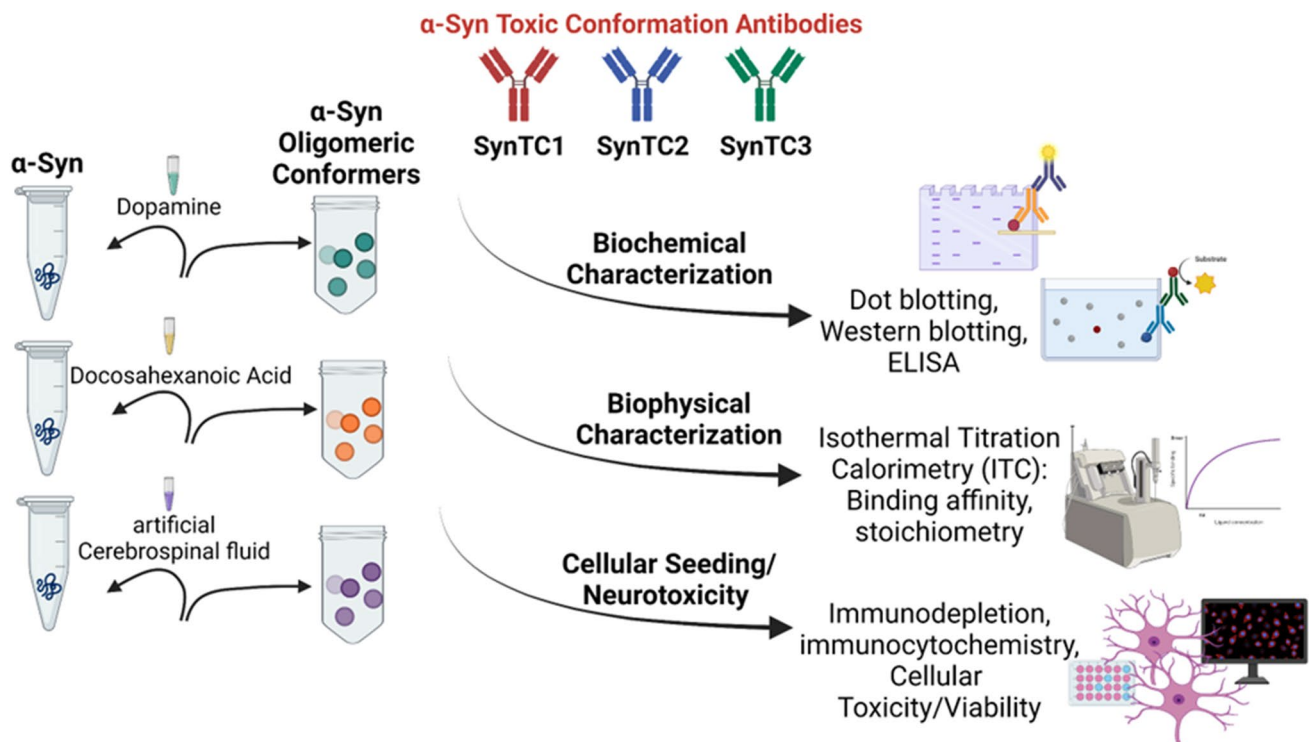 α-Syn Toxic Conformation Antibodies
SynTC1
SynTC2
SynTC3
α-Syn
α-Syn
Oligomeric
Conformers
Dopamine
Docosahexanoic Acid
artificial
Cerebrospinal fluid
Biochemical
Characterization
Dot blotting,
Western blotting,
ELISA
Substrate
Biophysical
Characterization
Isothermal Titration
Calorimetry (ITC):
Binding affinity,
stoichiometry
Ligand concentration
Cellular Seeding/
Neurotoxicity
Immunodepletion,
immunocytochemistry,
Cellular
Toxicity/Viability